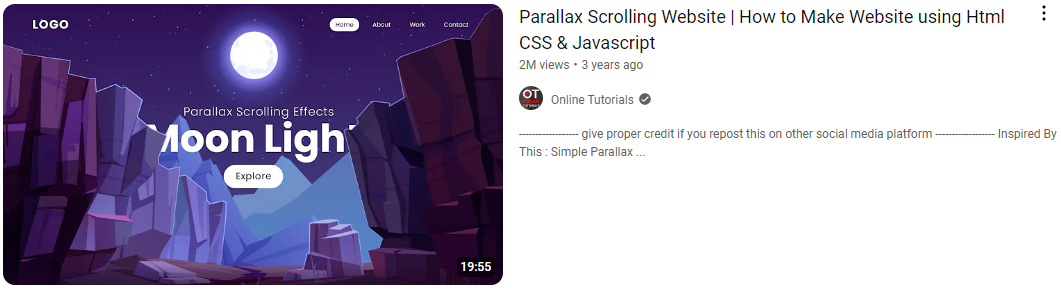 LOGO
Home About Work Contact
Parallax Scrolling Effects
Moon Light
Explore
19:55
Parallax Scrolling Website | How to Make Website using Html
CSS & Javascript
2M views • 3 years ago
OT
Online Tutorials
------------------ give proper credit if you repost this on other social media platform ------------------ Inspired By
This : Simple Parallax ...